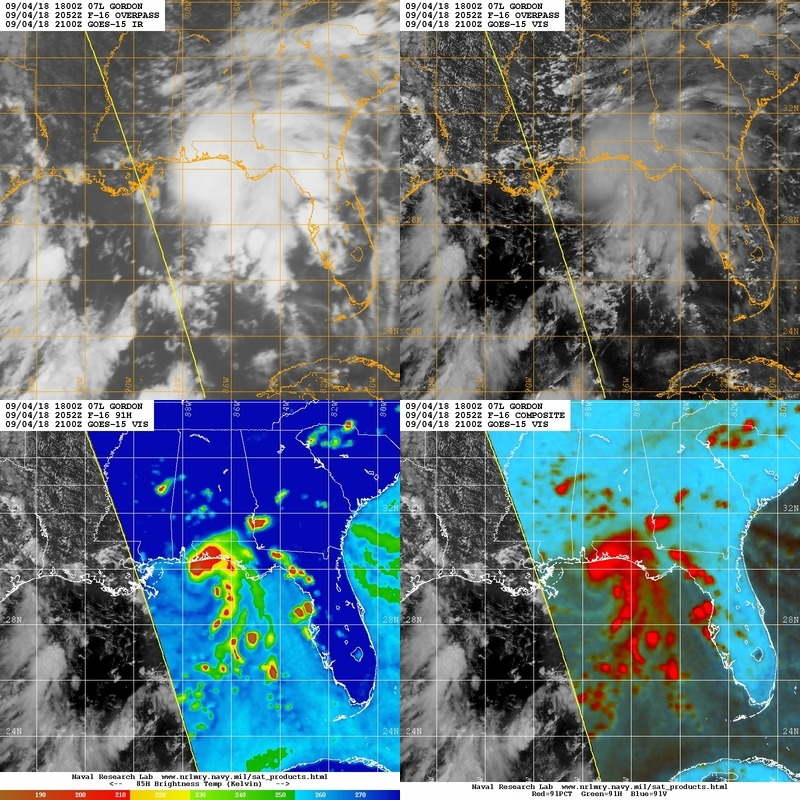 09/04/18 1800Z 07L GORDON
09/04/18 2052Z F-16 OVERPASS
09/04/18 2100Z GOES-15 IR
09/04/18 1800Z 07L GORDON
09/04/18 2052Z F-16 OVERPASS
09/04/18 2100Z GOES-15 VIS
28N
24N
28N
24N
09/04/18 1800Z 07L GORDON
09/04/18 2052Z F-16 91H
09/04/18 2100Z GOES-15 VIS
88W 86W 84W 82W 80W
32N
28N
24N
Naval Research Lab www.nrlmry.navy.mil/sat_products.html
<-- 85H Brightness Temp (Kelvin) -->
190 200 210 220 230 240 250 260 270
09/04/18 1800Z 07L GORDON
09/04/18 2052Z F-16 COMPOSITE
09/04/18 2100Z GOES-15 VIS
88W 86W 84W 82W 80W
32N
28N
24N
Naval Research Lab www.nrlmry.navy.mil/sat_products.html
Red=91PCT Green=91H Blue=91V